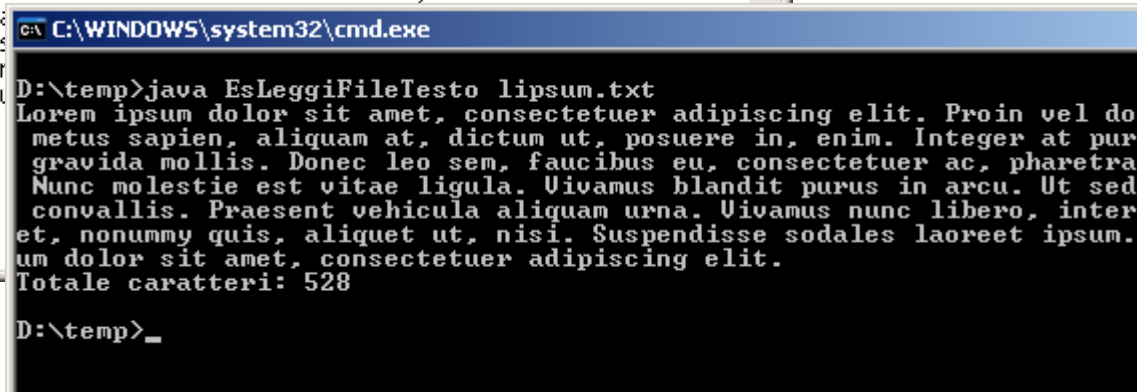 C:\WINDOWS\system32\cmd.exe
D:\temp>java EsLeggiFileTesto lipsum.txt
Lorem ipsum dolor sit amet, consectetuer adipiscing elit. Proin vel do
metus sapien, aliquam at, dictum ut, posuere in, enim. Integer at pur
gravida mollis. Donec leo sem, faucibus eu, consectetuer ac, pharetra
Nunc molestie est vitae ligula. Vivamus blandit purus in arcu. Ut sed
convallis. Praesent vehicula aliquam urna. Vivamus nunc libero, inter
et, nonummy quis, aliquet ut, nisi. Suspendisse sodales laoreet ipsum.
um dolor sit amet, consectetuer adipiscing elit.
Totale caratteri: 528
D:\temp>_